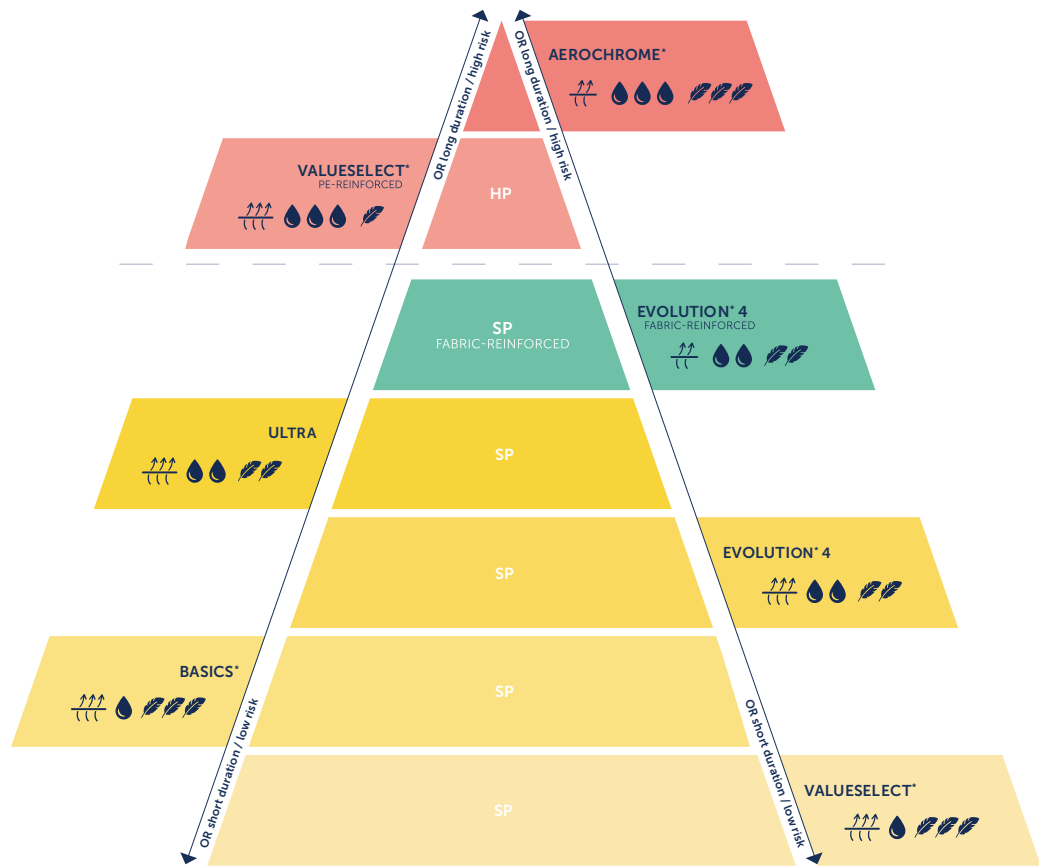 OR long duration / high risk
OR long duration / high risk
AEROCHROME*
VALUESELECT*
PE-REINFORCED
HP
SP
FABRIC-REINFORCED
EVOLUTION* 4
FABRIC-REINFORCED
ULTRA
SP
SP
EVOLUTION* 4
BASICS*
SP
OR short duration / low risk
OR short duration / low risk
SP
VALUESELECT*